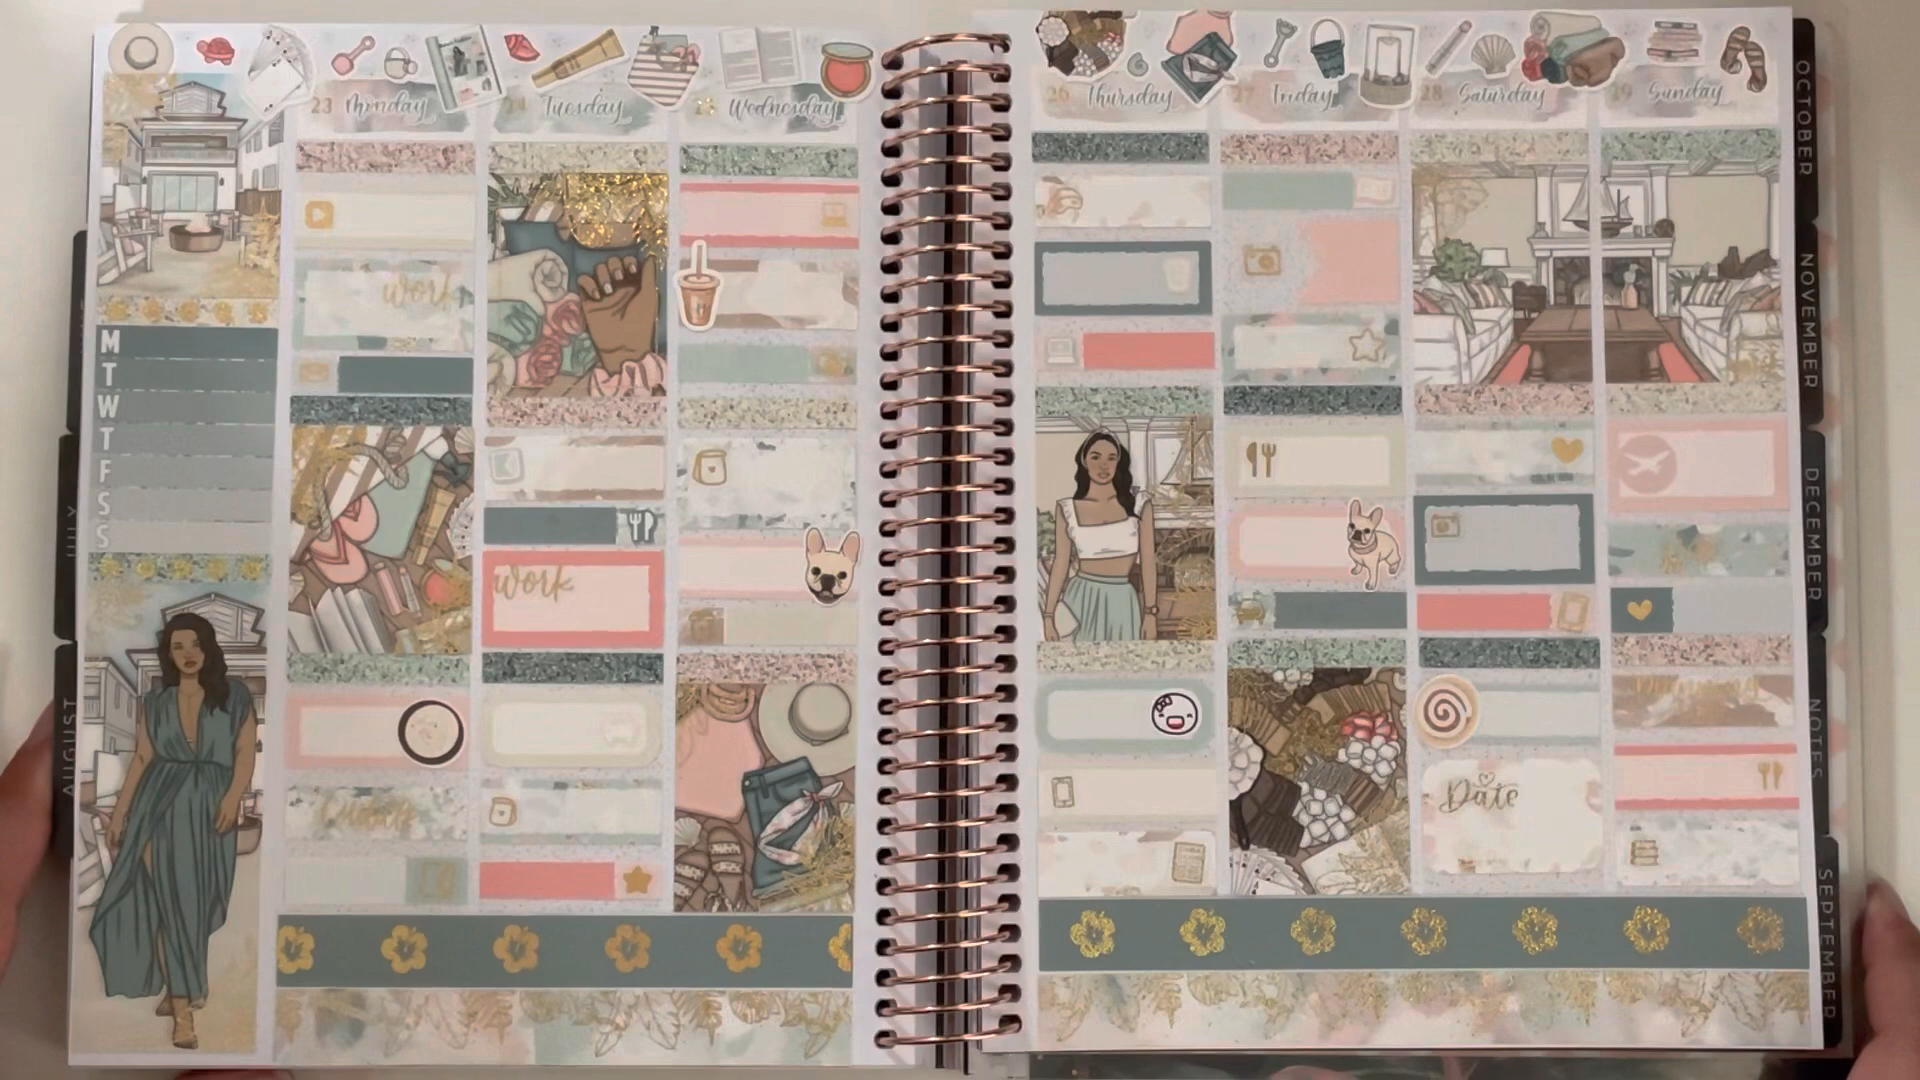 23 Monday
24 Tuesday
Wednesday
26 Thursday
27 Friday
28 Saturday
29 Sunday
M
T
W
T
F
S
S
work
work
Date
OCTOBER
NOVEMBER
DECEMBER
NOTES
SEPTEMBER
JULY
AUGUST